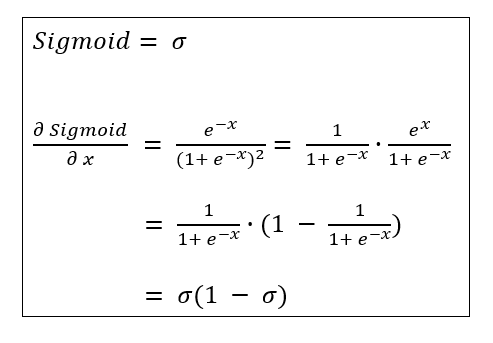 Sigmoid = σ
∂ Sigmoid / ∂ x = e^−x / (1+ e^−x)^2 = 1 / 1+ e^−x · e^x / 1+ e^−x
= 1 / 1+ e^−x · (1 − 1 / 1+ e^−x)
= σ(1 − σ)